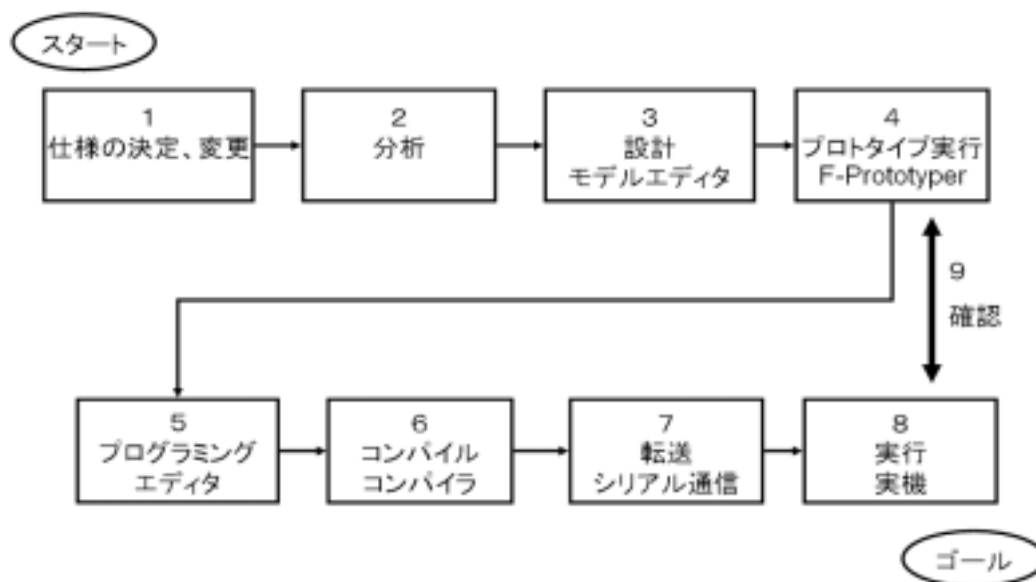 スタート
1
仕様の決定、変更
2
分析
3
設計
モデルエディタ
4
プロトタイプ実行
F-Prototyper
9
確認
5
プログラミング
エディタ
6
コンパイル
コンパイラ
7
転送
シリアル通信
8
実行
実機
ゴール